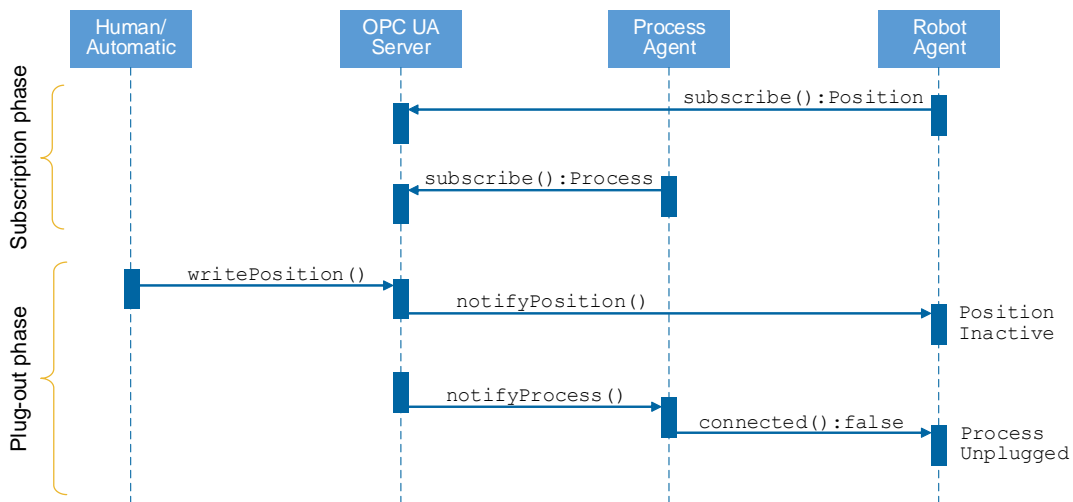 Human/
Automatic
OPC UA
Server
Process
Agent
Robot
Agent
Subscription phase
subscribe():Position
subscribe():Process
Plug-out phase
writePosition()
notifyPosition()
Position
Inactive
notifyProcess()
connected():false
Process
Unplugged